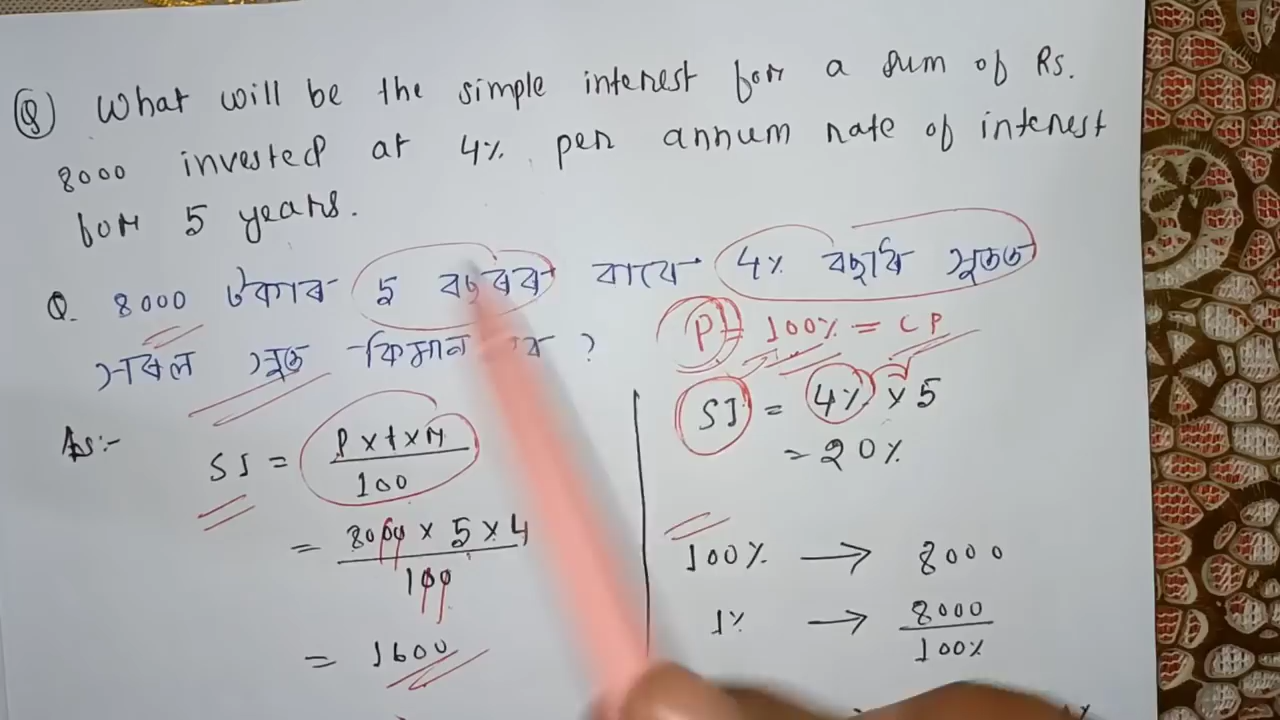 Q What will be the simple interest for a sum of Rs.
8000 invested at 4% per annum rate of interest
for 5 years.
Q. 8000 টকাৰ 5 বছৰৰ বাবে 4% বছৰি সূতত
সৰল সূত কিমান ?
As:-
SI = P x t x r
100
= 8000 x 5 x 4
100
= 1600
P = 100% = CP
SI = 4% x 5
= 20%
100% → 8000
1% → 8000
100%